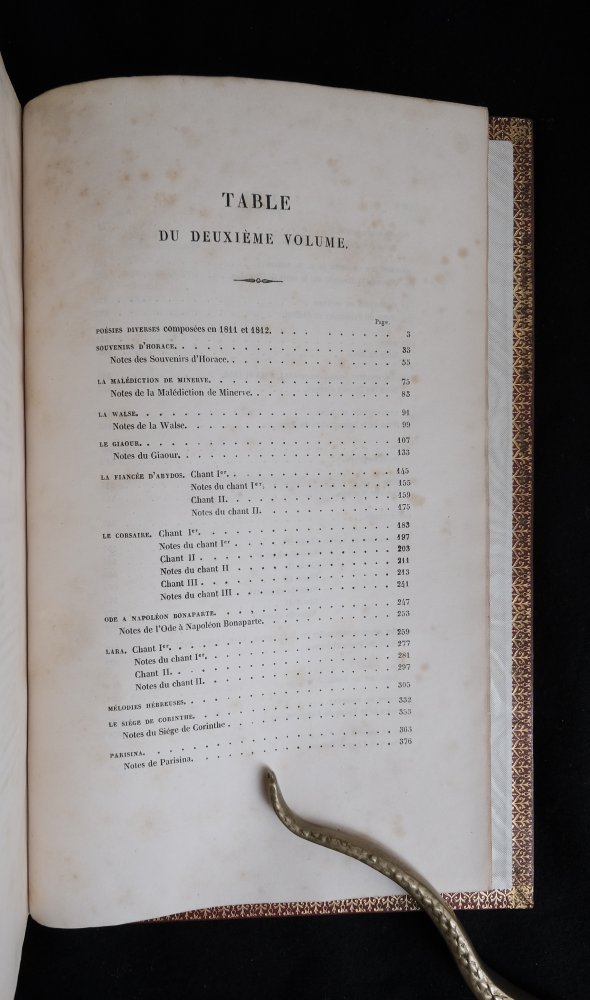 TABLE
DU DEUXIÈME VOLUME.
Page.
POÉSIES DIVERSES composées en 1811 et 1812. 3
SOUVENIRS D'HORACE. 33
Notes des Souvenirs d'Horace. 55
LA MALÉDICTION DE MINERVE. 75
Notes de la Malédiction de Minerve. 83
LA WALSE. 91
Notes de la Walse. 99
LE GIAOUR. 107
Notes du Giaour. 133
LA FIANCÉE D'ABYDOS. Chant Ier. 145
Notes du chant Ier. 155
Chant II. 159
Notes du chant II. 175
LE CORSAIRE. Chant Ier. 183
Notes du chant Ier 197
Chant II 203
Notes du chant II 211
Chant III 213
Notes du chant III 241
ODE A NAPOLÉON BONAPARTE. 247
Notes de l'Ode à Napoléon Bonaparte. 253
LARA. Chant Ier. 259
Notes du chant Ier. 277
Chant II. 281
Notes du chant II. 297
MÉLODIES HÉBREUSES. 305
LE SIÉGE DE CORINTHE. 332
Notes du Siége de Corinthe 353
PARISINA. 363
Notes de Parisina. 376